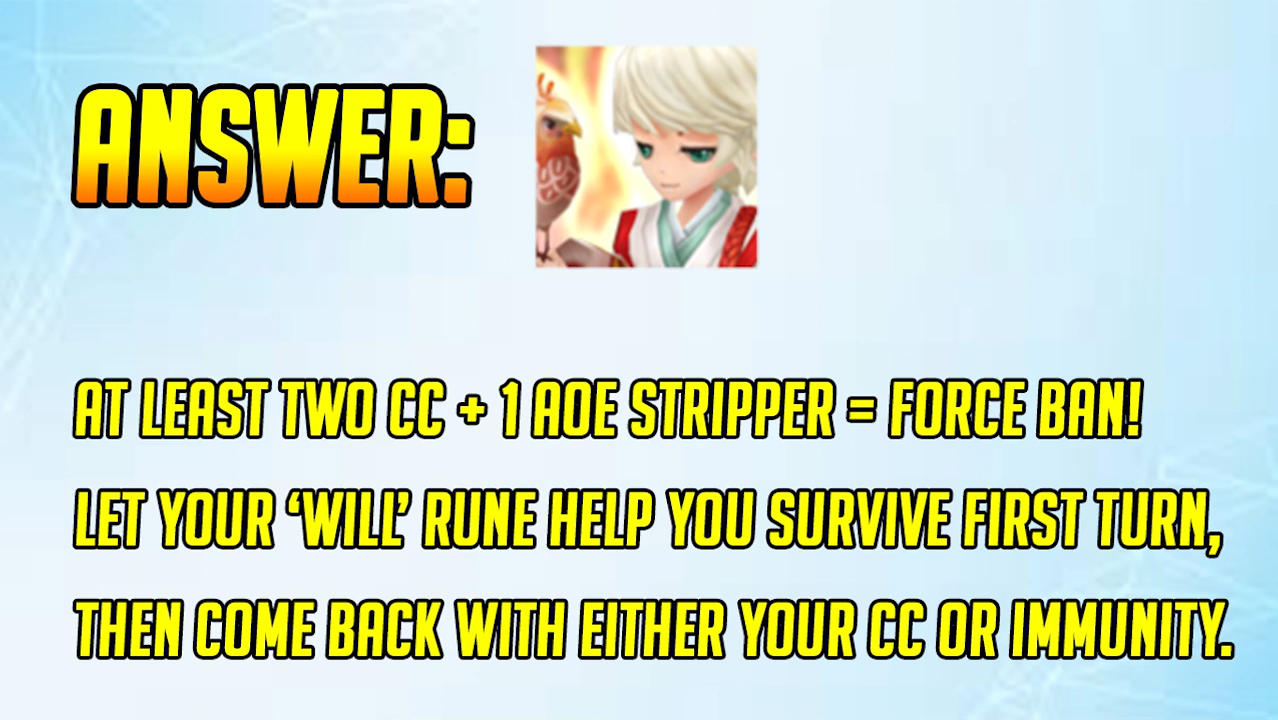 ANSWER:
AT LEAST TWO CC + 1 AOE STRIPPER = FORCE BAN!
LET YOUR ‘WILL’ RUNE HELP YOU SURVIVE FIRST TURN,
THEN COME BACK WITH EITHER YOUR CC OR IMMUNITY.